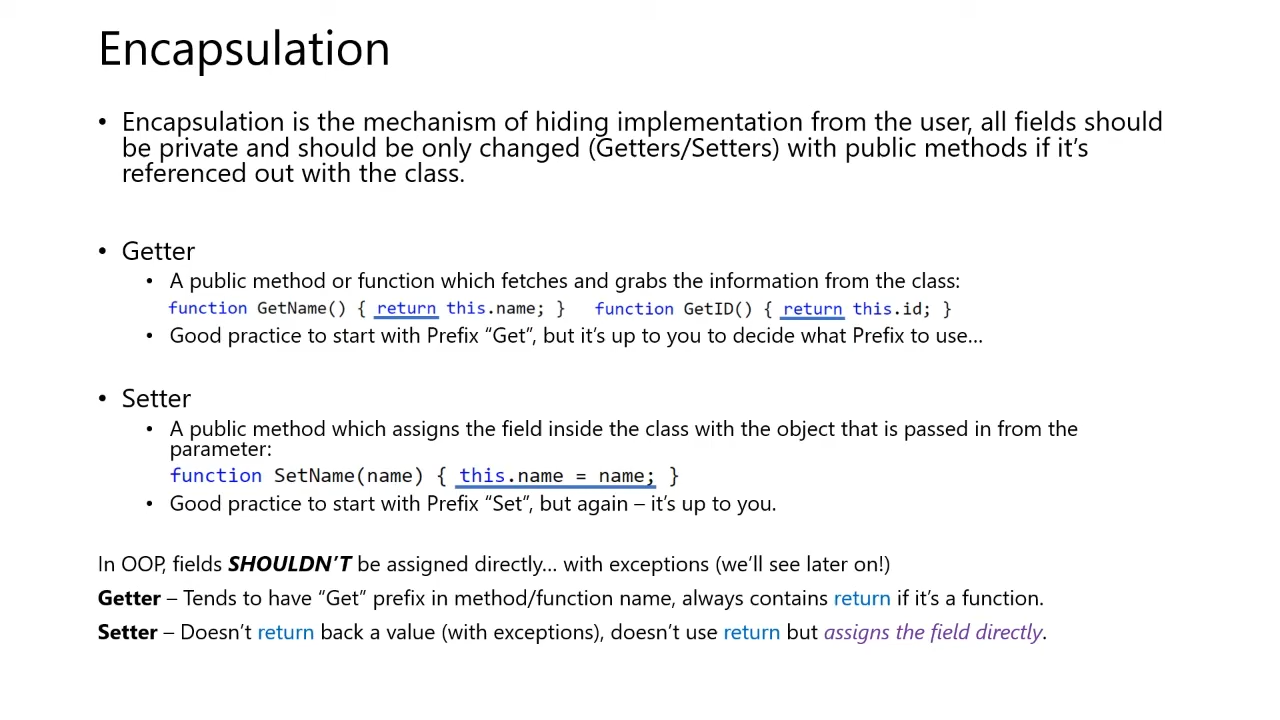 Encapsulation
• Encapsulation is the mechanism of hiding implementation from the user, all fields should
be private and should be only changed (Getters/Setters) with public methods if it’s
referenced out with the class.
• Getter
• A public method or function which fetches and grabs the information from the class:
function GetName() { return this.name; } function GetID() { return this.id; }
• Good practice to start with Prefix “Get”, but it’s up to you to decide what Prefix to use…
• Setter
• A public method which assigns the field inside the class with the object that is passed in from the
parameter:
function SetName(name) { this.name = name; }
• Good practice to start with Prefix “Set”, but again – it’s up to you.
In OOP, fields SHOULDN’T be assigned directly… with exceptions (we’ll see later on!)
Getter – Tends to have “Get” prefix in method/function name, always contains return if it’s a function.
Setter – Doesn’t return back a value (with exceptions), doesn’t use return but assigns the field directly.